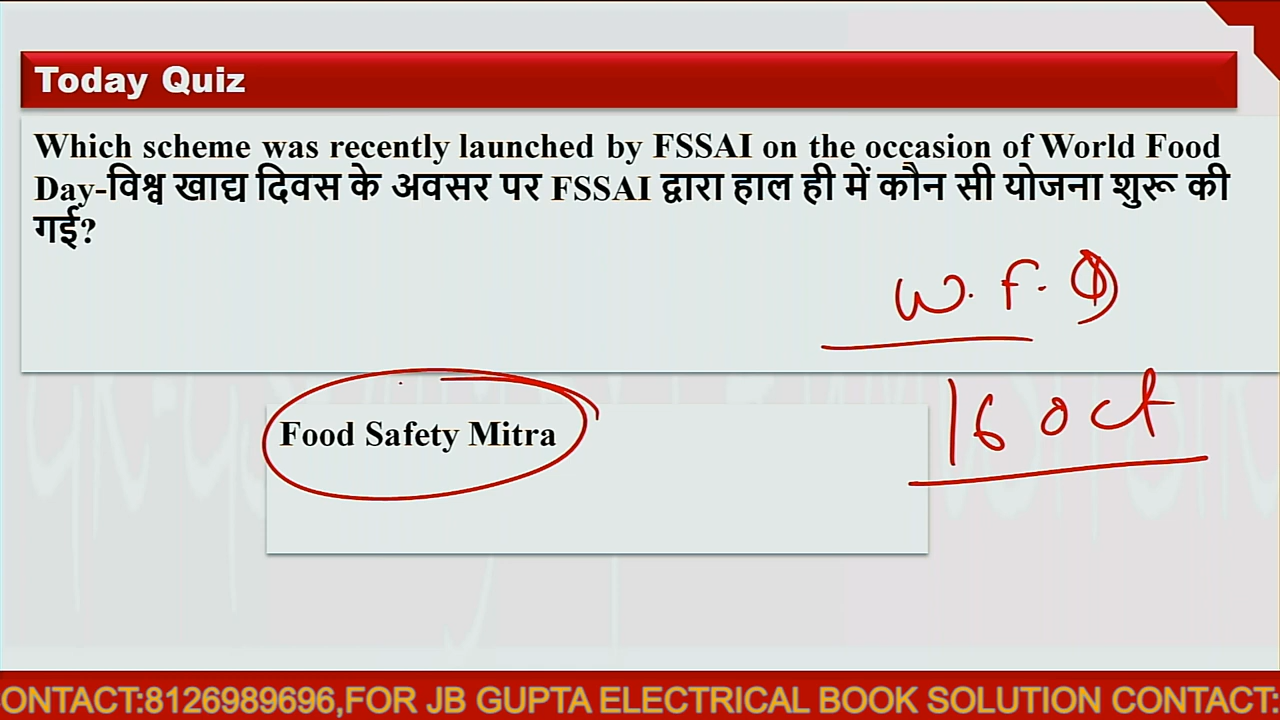 Today Quiz
Which scheme was recently launched by FSSAI on the occasion of World Food
Day-विश्व खाद्य दिवस के अवसर पर FSSAI द्वारा हाल ही में कौन सी योजना शुरू की
गई?
W. F. D
Food Safety Mitra
16 oct
ONTACT:8126989696,FOR JB GUPTA ELECTRICAL BOOK SOLUTION CONTACT: